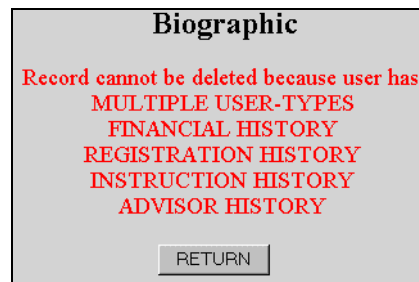 Biographic
Record cannot be deleted because user has
MULTIPLE USER-TYPES
FINANCIAL HISTORY
REGISTRATION HISTORY
INSTRUCTION HISTORY
ADVISOR HISTORY
RETURN